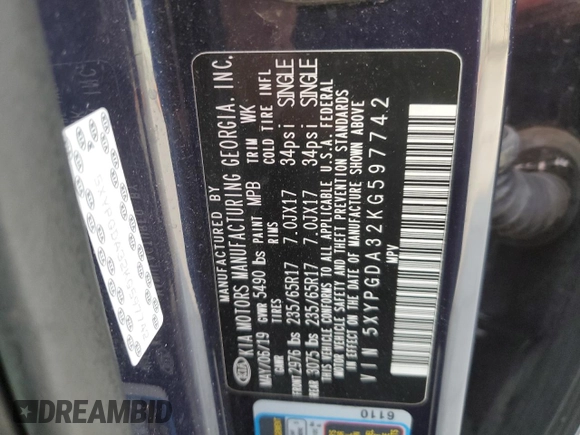 MANUFACTURED BY
KIA MOTORS MANUFACTURING GEORGIA, INC.
MAY/06/19 GVWR 5490 lbs PAINT MPB TRIM WK
GAWR TIRES RIMS COLD TIRE INFL
FRONT 2976 lbs 235/65R17 7.0JX17 34psi SINGLE
REAR 3075 lbs 235/65R17 7.0JX17 34psi SINGLE
THIS VEHICLE CONFORMS TO ALL APPLICABLE U.S.A. FEDERAL
MOTOR VEHICLE SAFETY AND THEFT PREVENTION STANDARDS
IN EFFECT ON THE DATE OF MANUFACTURE SHOWN ABOVE
VIN 5XYPGDA32KG597742
MPV
KIA
6110
DREAMBID